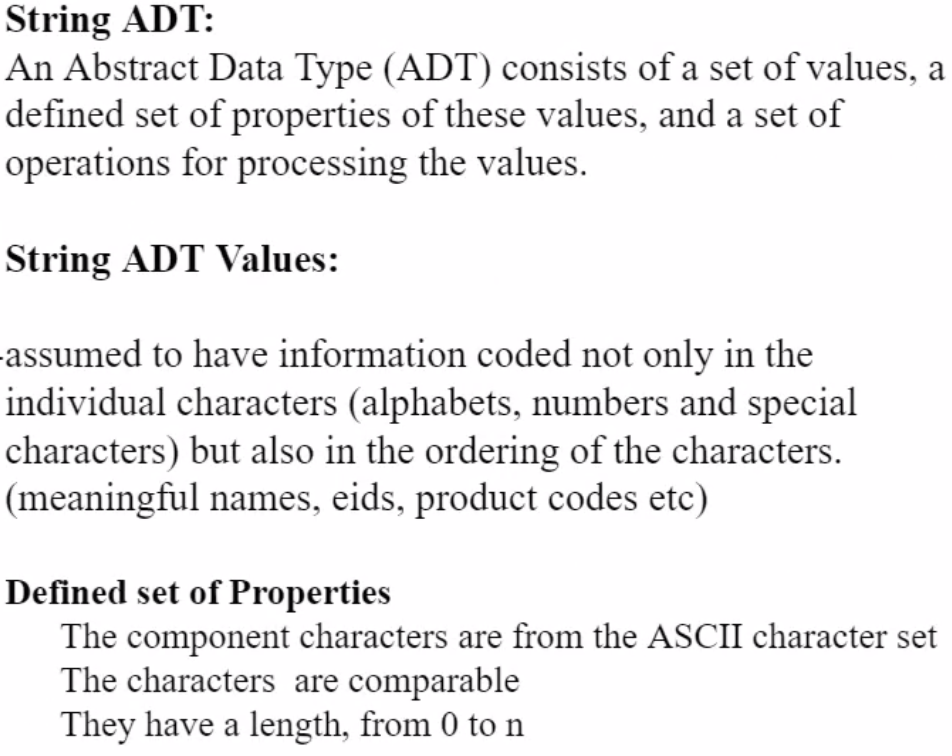 String ADT:
An Abstract Data Type (ADT) consists of a set of values, a
defined set of properties of these values, and a set of
operations for processing the values.
String ADT Values:
-assumed to have information coded not only in the
individual characters (alphabets, numbers and special
characters) but also in the ordering of the characters.
(meaningful names, eids, product codes etc)
Defined set of Properties
The component characters are from the ASCII character set
The characters  are comparable
They have a length, from 0 to n